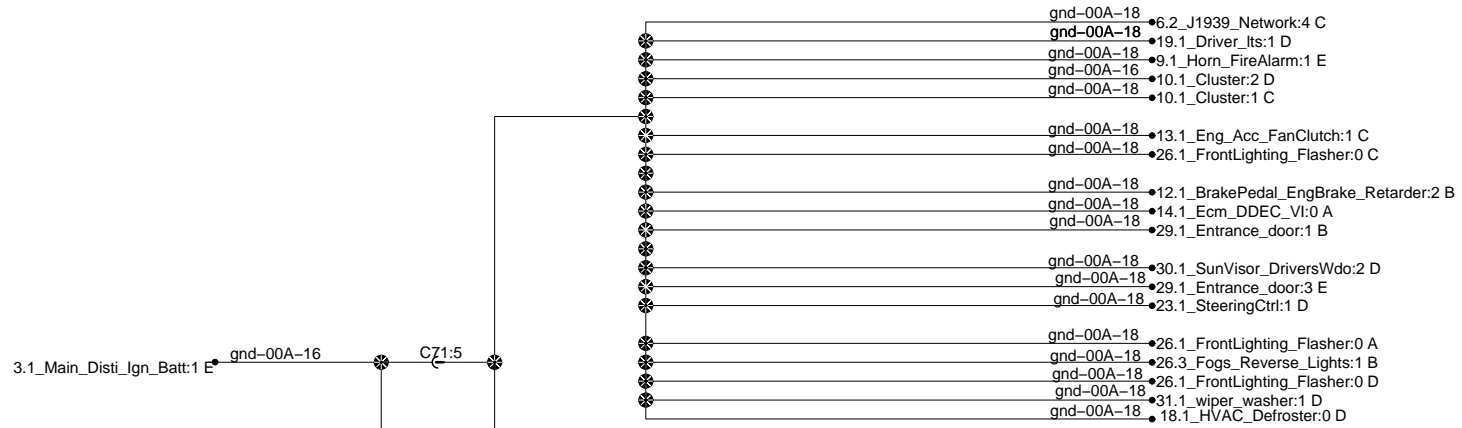 gnd-00A-18 6.2_J1939_Network:4 C
gnd-00A-18 19.1_Driver_lts:1 D
gnd-00A-18 9.1_Horn_FireAlarm:1 E
gnd-00A-16 10.1_Cluster:2 D
gnd-00A-18 10.1_Cluster:1 C
gnd-00A-18 13.1_Eng_Acc_FanClutch:1 C
gnd-00A-18 26.1_FrontLighting_Flasher:0 C
gnd-00A-18 12.1_BrakePedal_EngBrake_Retarder:2 B
gnd-00A-18 14.1_Ecm_DDEC_VI:0 A
gnd-00A-18 29.1_Entrance_door:1 B
gnd-00A-18 30.1_SunVisor_DriversWdo:2 D
gnd-00A-18 29.1_Entrance_door:3 E
gnd-00A-18 23.1_SteeringCtrl:1 D
gnd-00A-18 26.1_FrontLighting_Flasher:0 A
3.1_Main_Disti_Ign_Batt:1 E gnd-00A-16 C71:5 gnd-00A-18 26.3_Fogs_Reverse_Lights:1 B
gnd-00A-18 26.1_FrontLighting_Flasher:0 D
gnd-00A-18 31.1_wiper_washer:1 D
gnd-00A-18 18.1_HVAC_Defroster:0 D